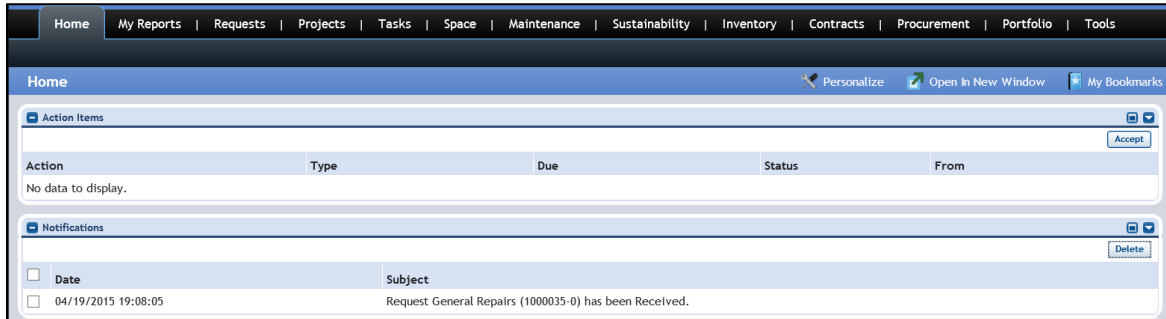 Home My Reports | Requests | Projects | Tasks | Space | Maintenance | Sustainability | Inventory | Contracts | Procurement | Portfolio | Tools
Home Personalize Open In New Window My Bookmarks
Action Items
Accept
Action Type Due Status From
No data to display.
Notifications
Delete
Date Subject
04/19/2015 19:08:05 Request General Repairs (1000035-0) has been Received.